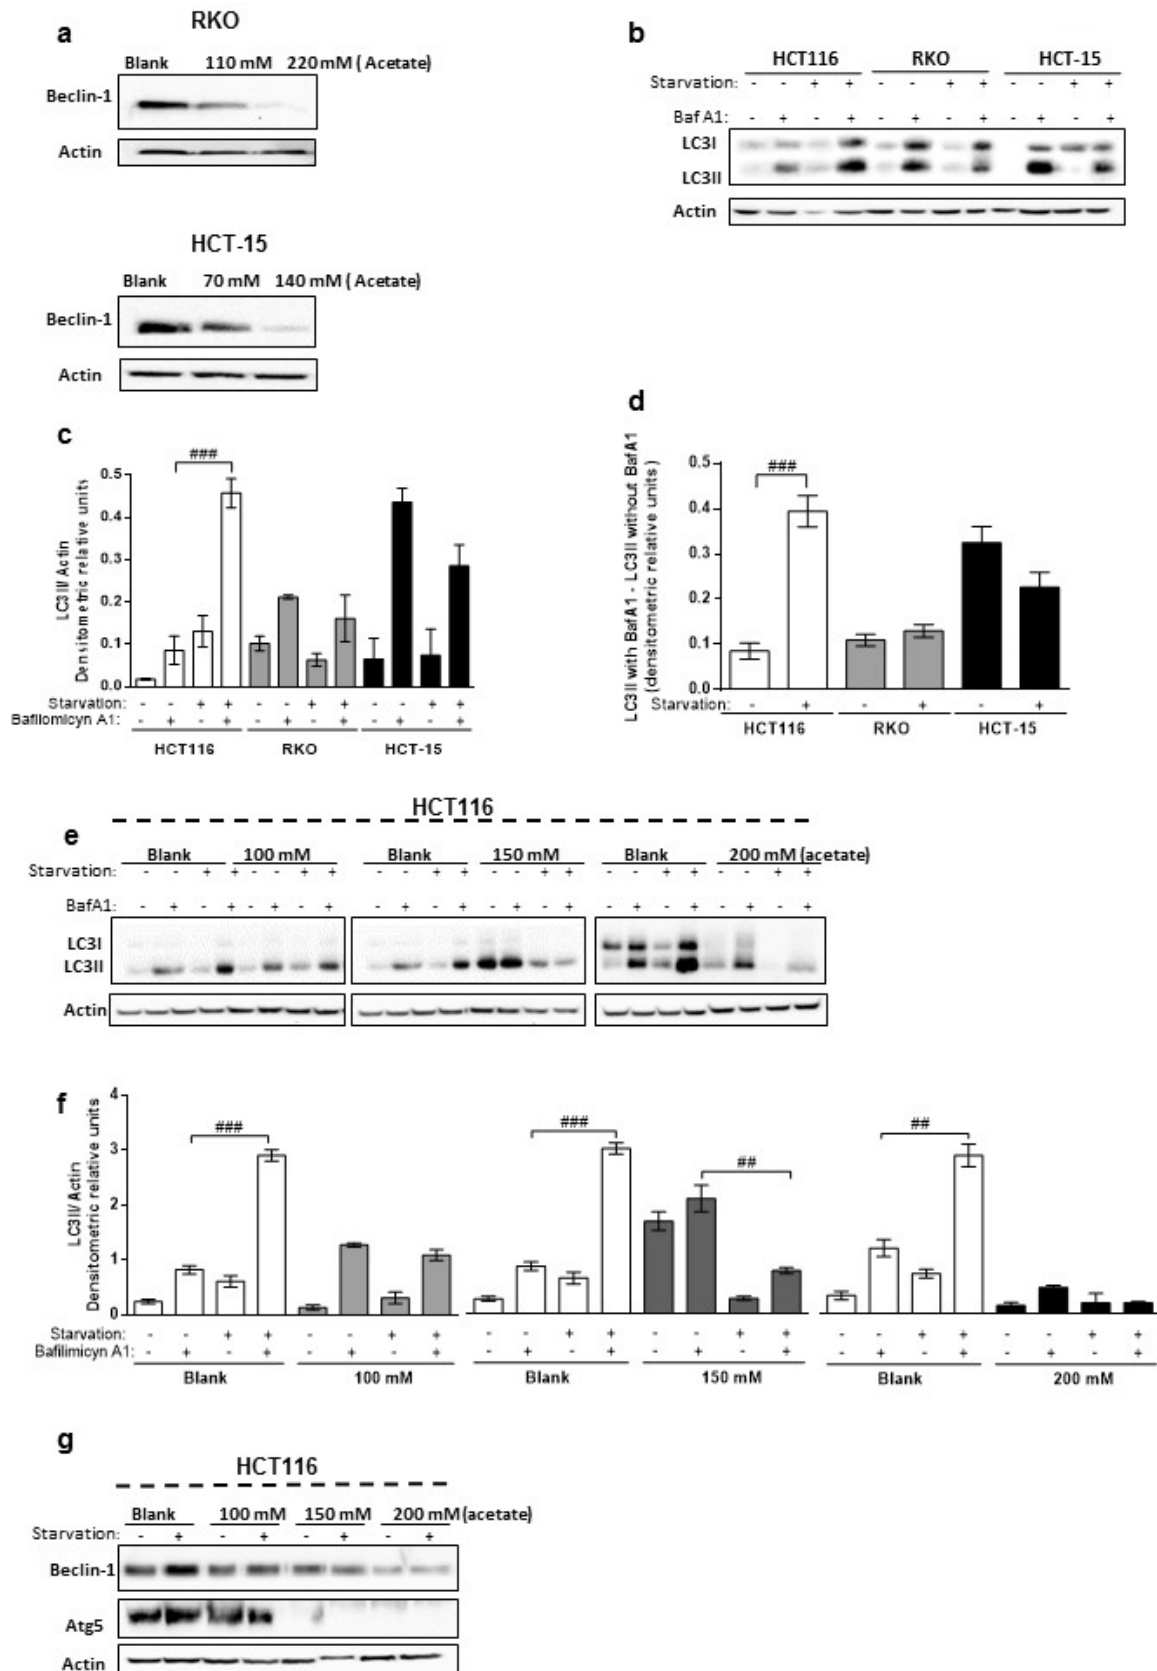 a
RKO
Blank 110 mM 220 mM ( Acetate)
Beclin-1
Actin
HCT-15
Blank 70 mM 140 mM ( Acetate)
Beclin-1
Actin
b
HCT116 RKO HCT-15
Starvation: - - + + - - + + - - + +
Baf A1: - + - + - + - + - + - +
LC3I
LC3II
Actin
c
###
LC3II/Actin
Densitometric relative units
0.5
0.4
0.3
0.2
0.1
0.0
Starvation: - - + + - - + + - - + +
Bafilomicyn A1: - + - + - + - + - + - +
HCT116 RKO HCT-15
d
###
LC3II with BafA1 - LC3II without BafA1
(densitometric relative units )
0.5
0.4
0.3
0.2
0.1
0.0
Starvation: - + - + - +
HCT116 RKO HCT-15
HCT116
e
Blank 100 mM Blank 150 mM Blank 200 mM (acetate)
Starvation: - - + + - - + + - - + + - - + + - - + + - - + +
BafA1: - + - + - + - + - + - + - + - + - + - + - + - +
LC3I
LC3II
Actin
f
LC3II/Actin
Densitometric relative units
4
3
2
1
0
### ### ## ##
Starvation: - - + + - - + + - - + + - - + + - - + + - - + +
Bafilimicyn A1: - + - + - + - + - + - + - + - + - + - + - + - +
Blank 100 mM Blank 150 mM Blank 200 mM
g
HCT116
Blank 100 mM 150 mM 200 mM (acetate)
Starvation: - + - + - + - +
Beclin-1
Atg5
Actin